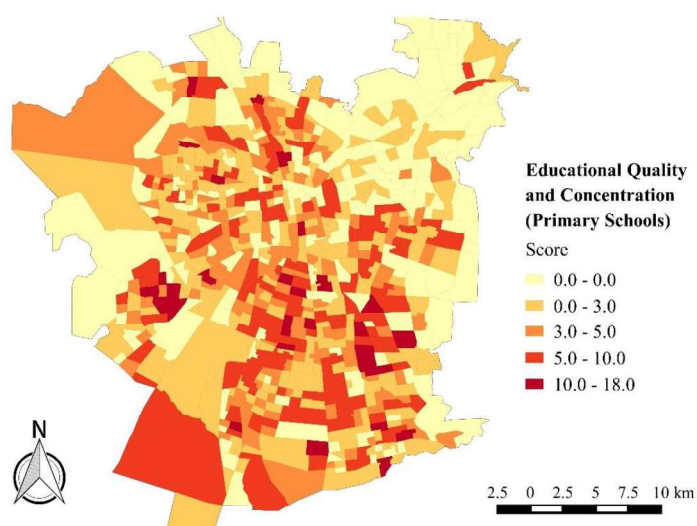 Educational Quality
and Concentration
(Primary Schools)
Score
0.0 - 0.0
0.0 - 3.0
3.0 - 5.0
5.0 - 10.0
10.0 - 18.0
N
2.5 0 2.5 5 7.5 10 km